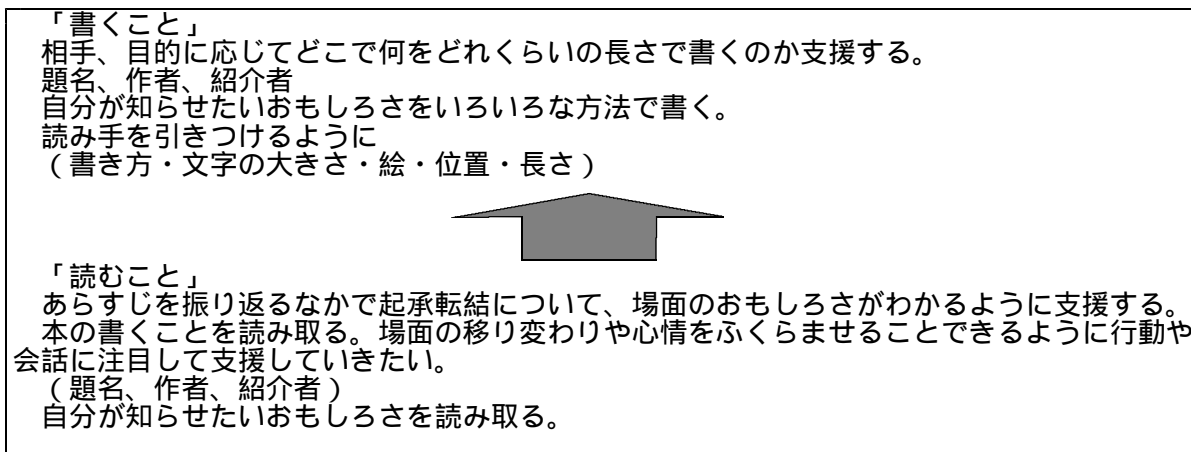 「書くこと」
相手、目的に応じてどこで何をどれくらいの長さで書くのか支援する。
題名、作者、紹介者
自分が知らせたいおもしろさをいろいろな方法で書く。
読み手を引きつけるように
(書き方・文字の大きさ・絵・位置・長さ)
「読むこと」
あらすじを振り返るなかで起承転結について、場面のおもしろさがわかるように支援する。
本の書くことを読み取る。場面の移り変わりや心情をふくらませることできるように行動や
会話に注目して支援していきたい。
(題名、作者、紹介者)
自分が知らせたいおもしろさを読み取る。